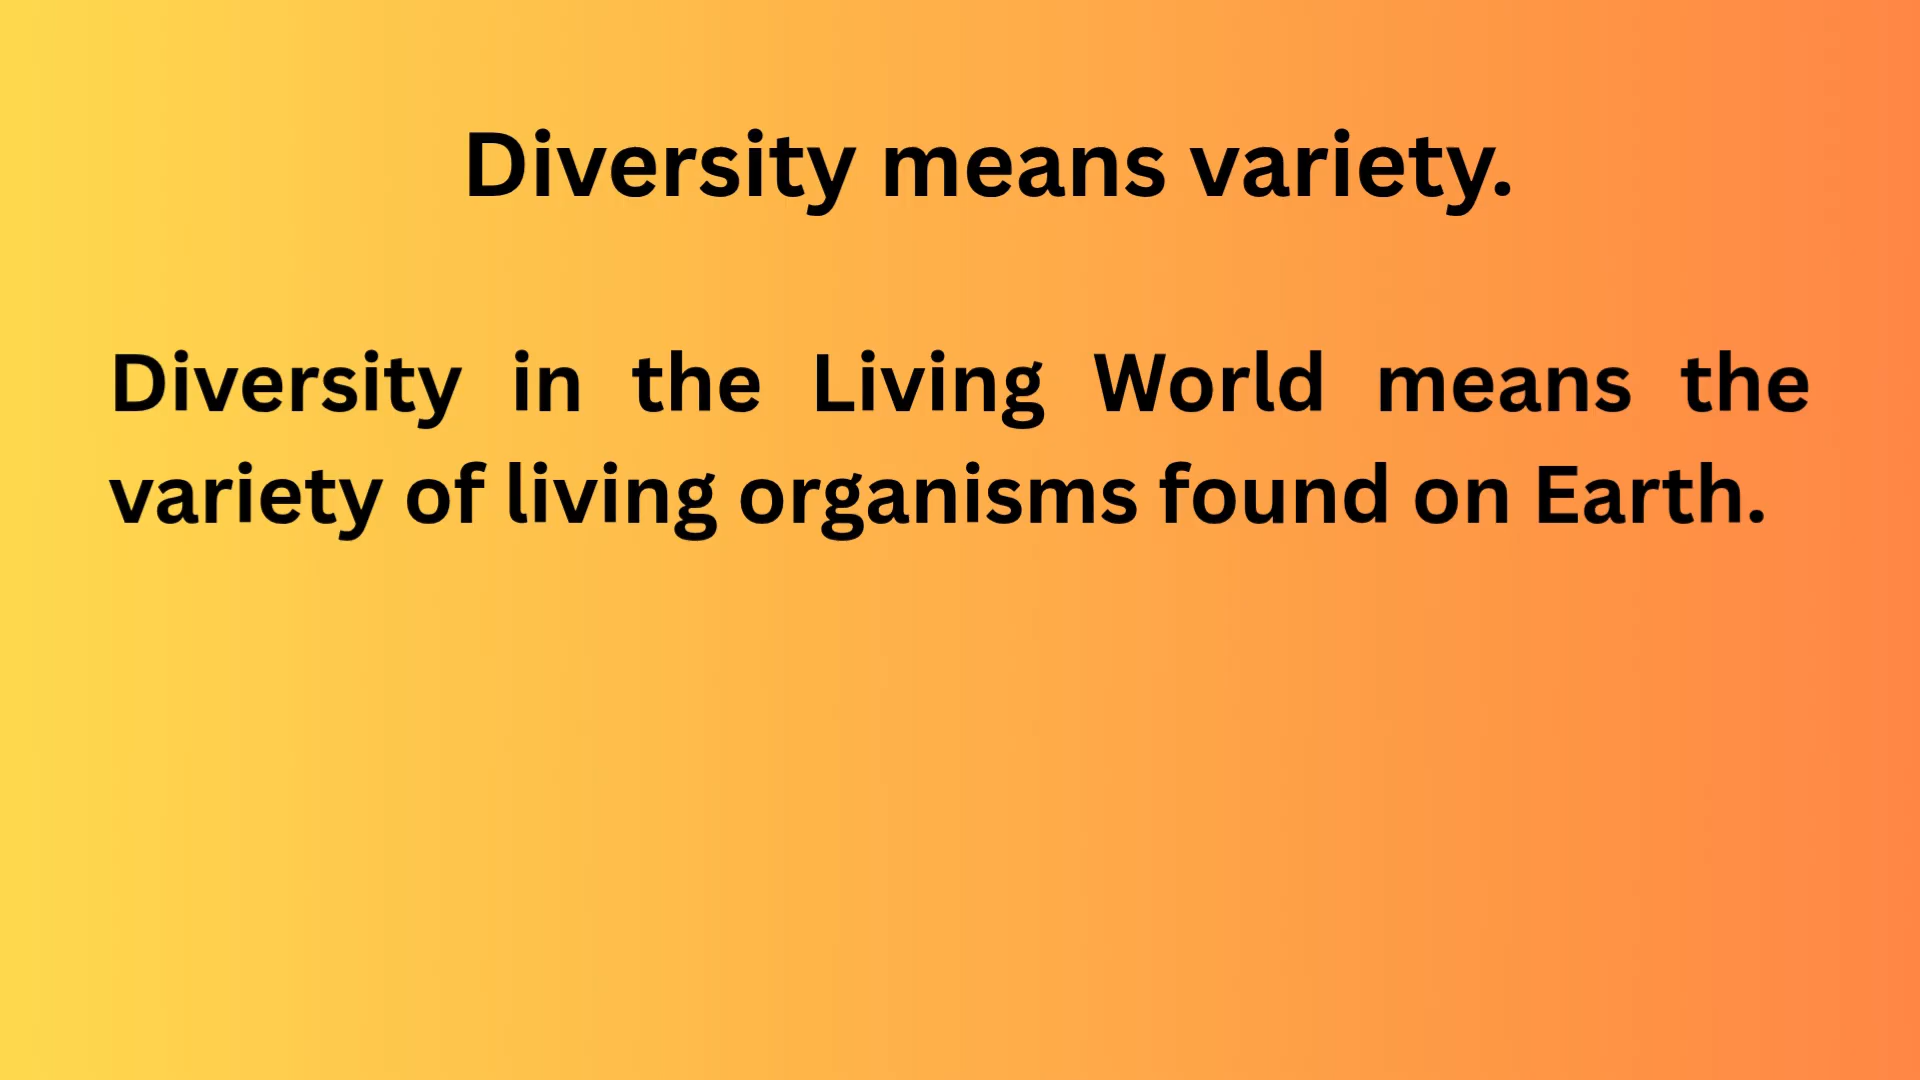 Diversity means variety.
Diversity in the Living World means the
variety of living organisms found on Earth.